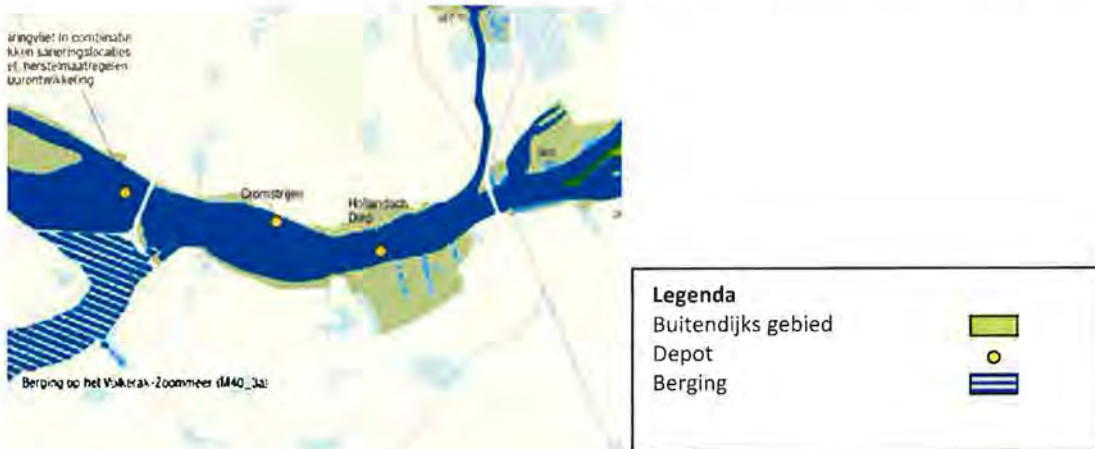 in combinatie
saneringslocaties
herstelmaatregelen
Cromstrijen
Hollandsch
Diep
Berging op het Volkerak-Zoommeer (M40_3a)
Legenda
Buitendijks gebied
Depot
Berging